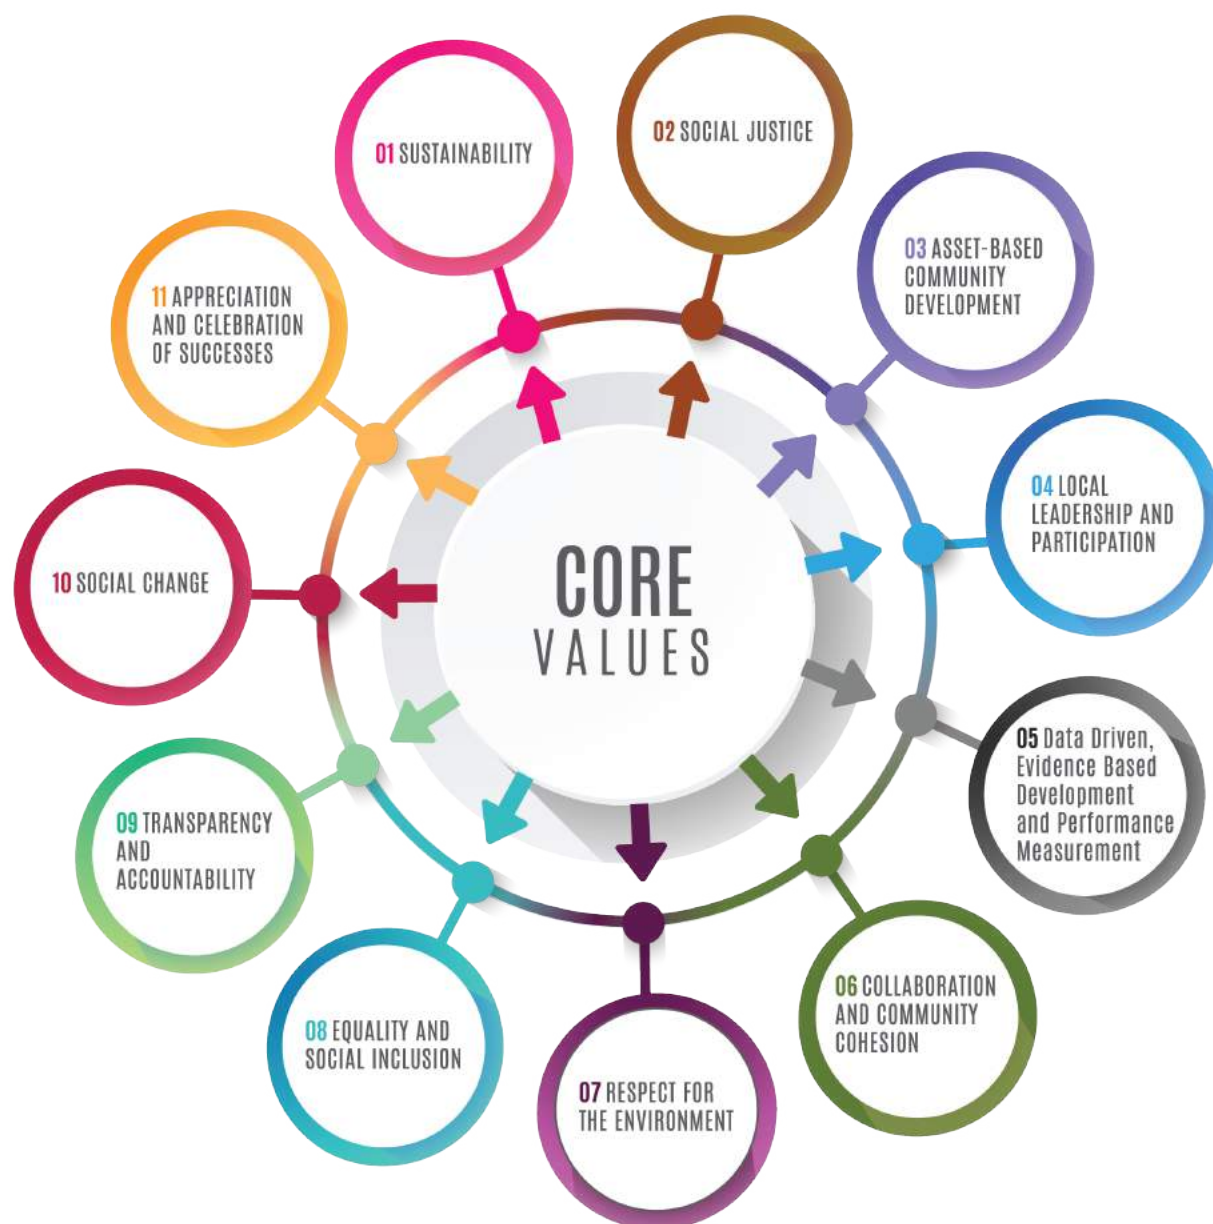 CORE
VALUES
01 SUSTAINABILITY
02 SOCIAL JUSTICE
03 ASSET-BASED
COMMUNITY
DEVELOPMENT
04 LOCAL
LEADERSHIP AND
PARTICIPATION
05 Data Driven,
Evidence Based
Development
and Performance
Measurement
06 COLLABORATION
AND COMMUNITY
COHESION
07 RESPECT FOR
THE ENVIRONMENT
08 EQUALITY AND
SOCIAL INCLUSION
09 TRANSPARENCY
AND
ACCOUNTABILITY
10 SOCIAL CHANGE
11 APPRECIATION
AND CELEBRATION
OF SUCCESSES